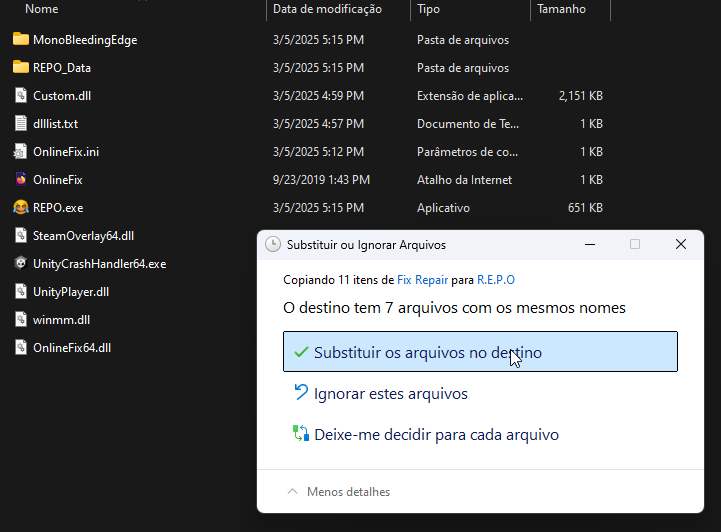 Nome Data de modificação Tipo Tamanho
MonoBleedingEdge 3/5/2025 5:15 PM Pasta de arquivos
REPO_Data 3/5/2025 5:15 PM Pasta de arquivos
Custom.dll 3/5/2025 4:59 PM Extensão de aplica... 2,151 KB
dlllist.txt 3/5/2025 4:57 PM Documento de Te... 1 KB
OnlineFix.ini 3/5/2025 5:12 PM Parâmetros de co... 1 KB
OnlineFix 9/23/2019 1:43 PM Atalho da Internet 1 KB
REPO.exe 3/5/2025 5:15 PM Aplicativo 651 KB
SteamOverlay64.dll
UnityCrashHandler64.exe
UnityPlayer.dll
winmm.dll
OnlineFix64.dll
Substituir ou Ignorar Arquivos
Copiando 11 itens de Fix Repair para R.E.P.O
O destino tem 7 arquivos com os mesmos nomes
Substituir os arquivos no destino
Ignorar estes arquivos
Deixe-me decidir para cada arquivo
Menos detalhes